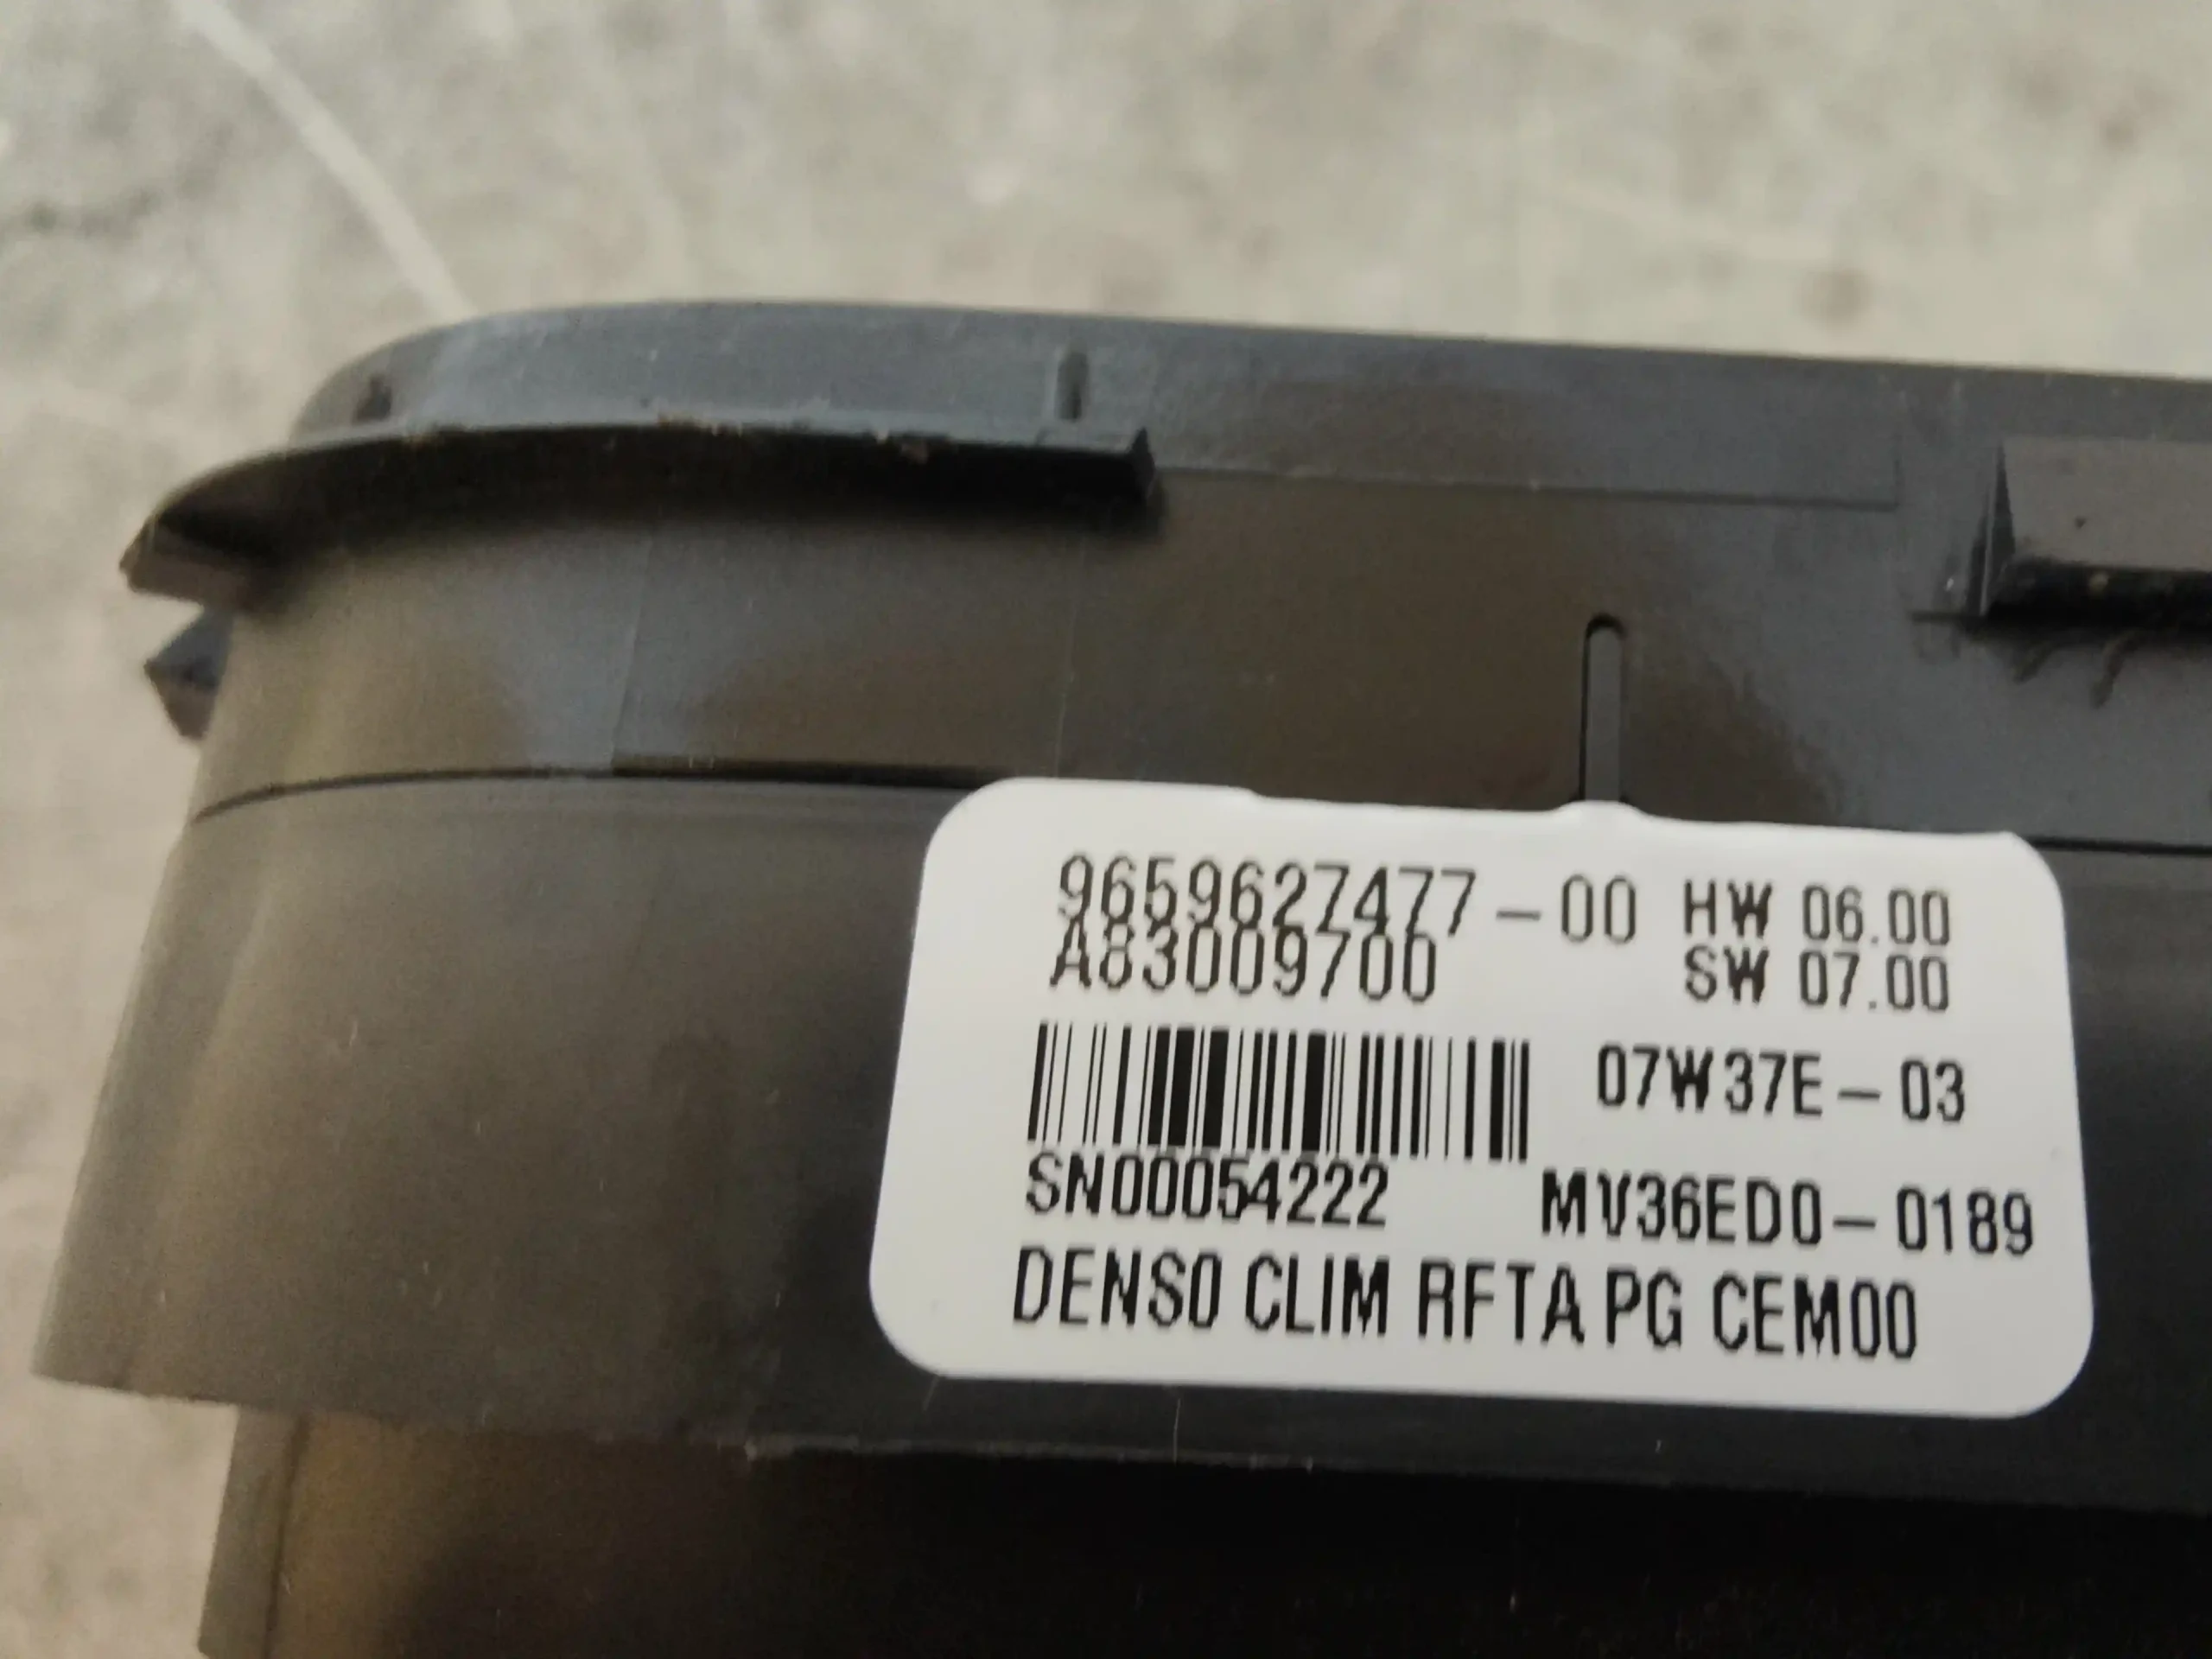 9659627477-00 HW 06.00
A83009700 SW 07.00
07W37E-03
SN00054222 MV36ED0-0189
DENSO CLIM RFTA PG CEM00